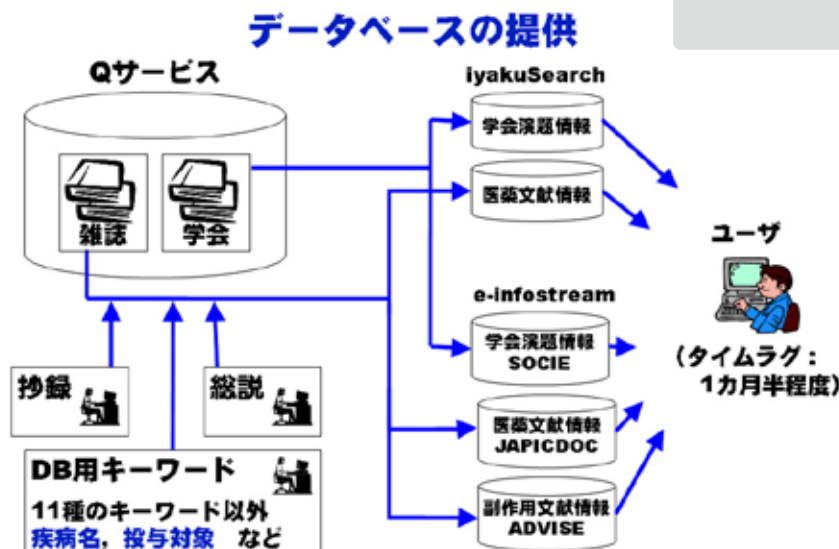 データベースの提供
Qサービス
雑誌
学会
抄録
総説
DB用キーワード
11種のキーワード以外
疾病名，投与対象　など
iyakuSearch
学会演題情報
医薬文献情報
e-infostream
学会演題情報
SOCIE
医薬文献情報
JAPICDOC
副作用文献情報
ADVISE
ユーザ
（タイムラグ：
1カ月半程度）